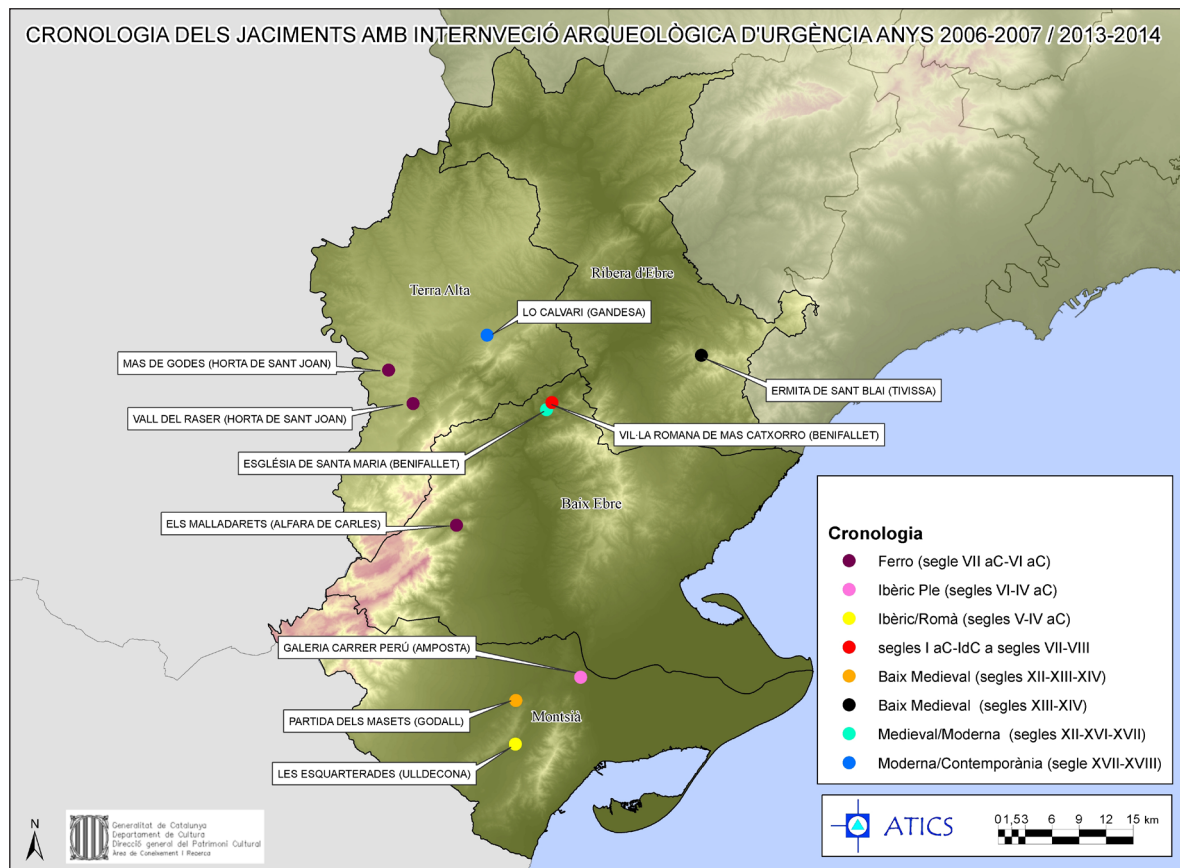 CRONOLOGIA DELS JACIMENTS AMB INTERNVECIÓ ARQUEOLÒGICA D'URGÈNCIA ANYS 2006-2007 / 2013-2014
Ribera d'Ebre
Terra Alta
LO CALVARI (GANDESA)
MAS DE GODES (HORTA DE SANT JOAN)
ERMITA DE SANT BLAI (TIVISSA)
VALL DEL RASER (HORTA DE SANT JOAN)
VIL·LA ROMANA DE MAS CATXORRO (BENIFALLET)
ESGLÉSIA DE SANTA MARIA (BENIFALLET)
Baix Ebre
ELS MALLADARETS (ALFARA DE CARLES)
GALERIA CARRER PERÚ (AMPOSTA)
PARTIDA DELS MASETS (GODALL)
Montsià
LES ESQUARTERADES (ULLDECONA)
Cronologia
Ferro (segle VII aC-VI aC)
Ibèric Ple (segles VI-IV aC)
Ibèric/Romà (segles V-IV aC)
segles I aC-IdC a segles VII-VIII
Baix Medieval (segles XII-XIII-XIV)
Baix Medieval (segles XIII-XIV)
Medieval/Moderna (segles XII-XVI-XVII)
Moderna/Contemporània (segle XVII-XVIII)
N
Generalitat de Catalunya
Departament de Cultura
Direcció general del Patrimoni Cultural
Àrea de Coneixement i Recerca
ATICS
0 1,5 3 6 9 12 15 km